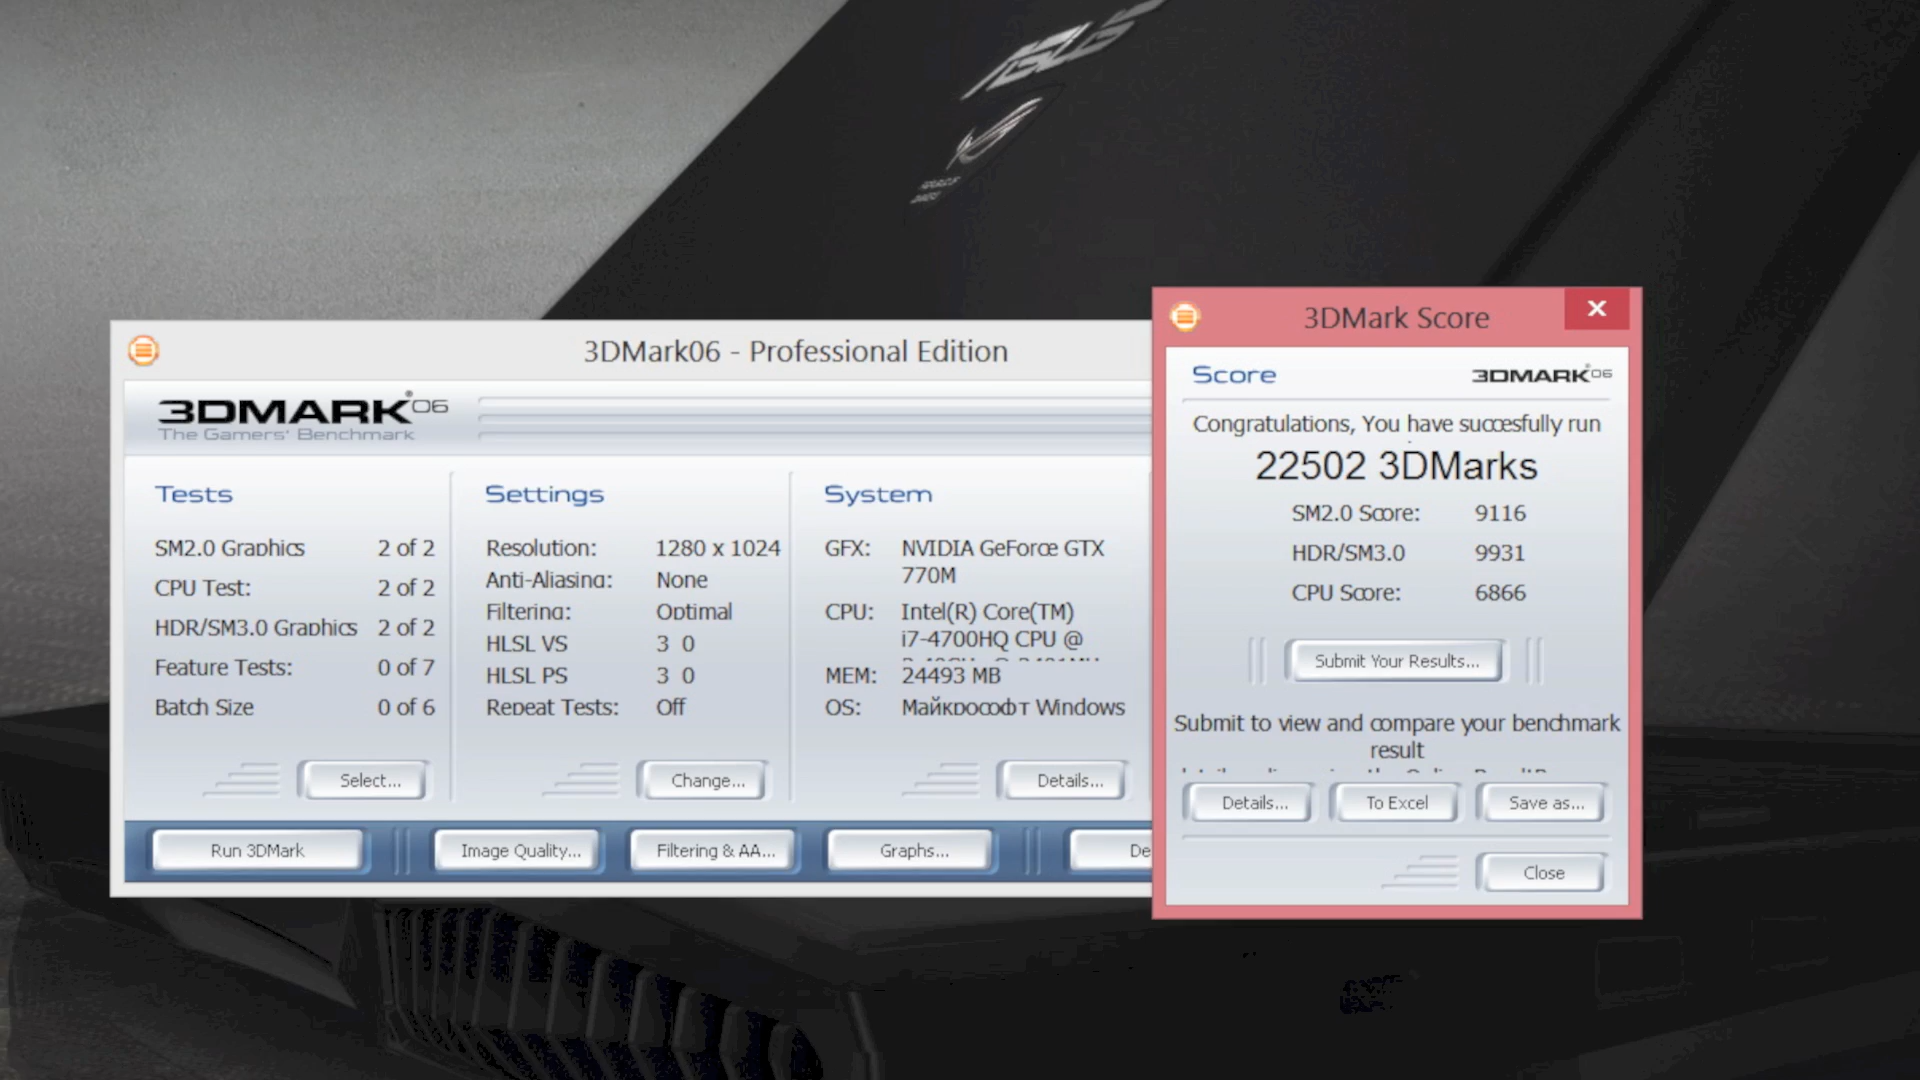 ASUS
3DMark06 - Professional Edition
3DMARK®06
The Gamers' Benchmark
Tests
SM2.0 Graphics 2 of 2
CPU Test: 2 of 2
HDR/SM3.0 Graphics 2 of 2
Feature Tests: 0 of 7
Batch Size 0 of 6
Select...
Settings
Resolution: 1280 x 1024
Anti-Aliasing: None
Filtering: Optimal
HLSL VS 3 0
HLSL PS 3 0
Repeat Tests: Off
Change...
System
GFX: NVIDIA GeForce GTX
770M
CPU: Intel(R) Core(TM)
i7-4700HQ CPU @
MEM: 24493 MB
OS: Майкрософт Windows
Details...
Run 3DMark
Image Quality...
Filtering & AA...
Graphs...
De
3DMark Score
Score
3DMARK®06
Congratulations, You have succesfully run
22502 3DMarks
SM2.0 Score: 9116
HDR/SM3.0 9931
CPU Score: 6866
Submit Your Results...
Submit to view and compare your benchmark
result
Details...
To Excel
Save as...
Close